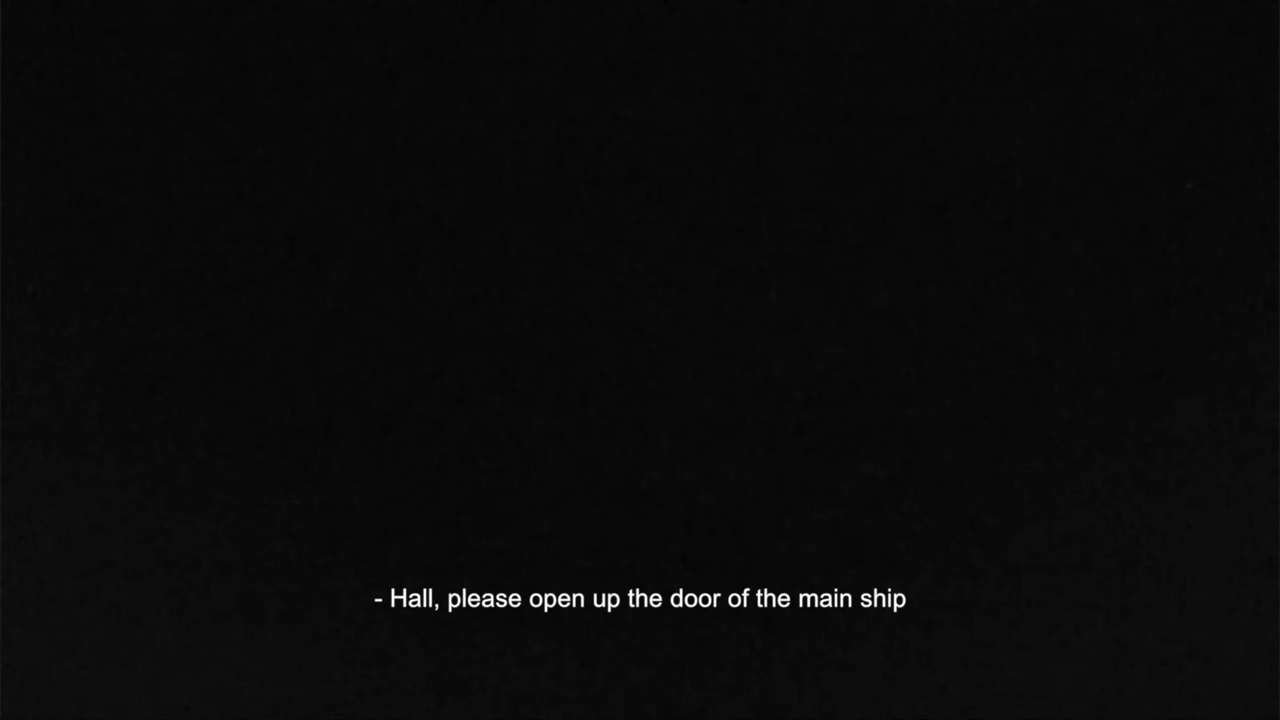 - Hall, please open up the door of the main ship